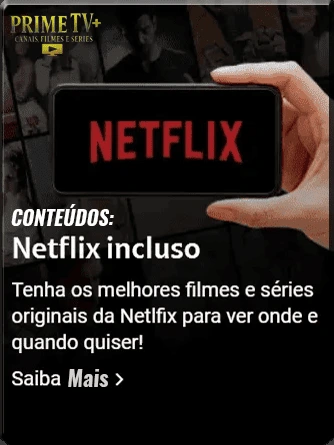 PRIME TV+
CANAIS, FILMES E SÉRIES
NETFLIX
CONTEÚDOS:
Netflix incluso
Tenha os melhores filmes e séries
originais da Netlfix para ver onde e
quando quiser!
Saiba Mais >